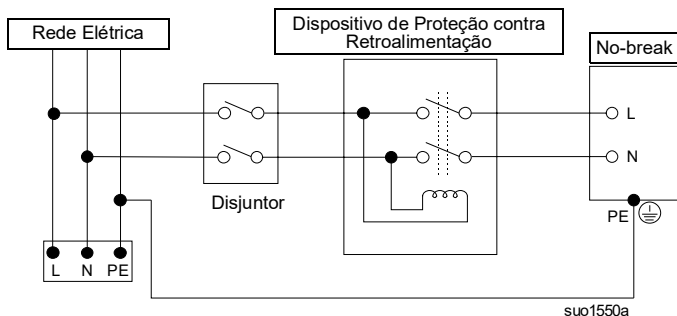 Rede Elétrica
Dispositivo de Proteção contra
Retroalimentação
No-break
L
N
Disjuntor
PE
L N PE
suo1550a